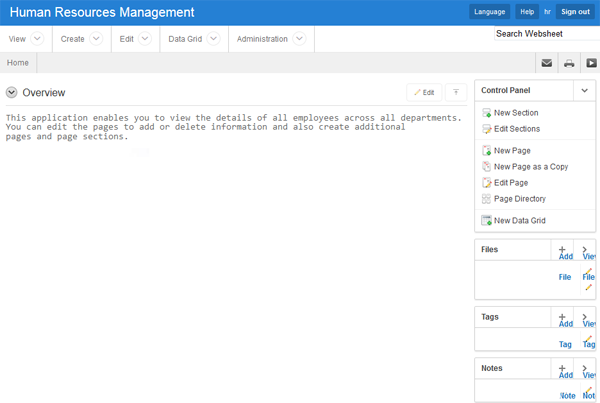 Human Resources Management
Language Help hr Sign out
View Create Edit Data Grid Administration
Search Websheet
Home
Overview
Edit
This application enables you to view the details of all employees across all departments.
You can edit the pages to add or delete information and also create additional
pages and page sections.
Control Panel
New Section
Edit Sections
New Page
New Page as a Copy
Edit Page
Page Directory
New Data Grid
Files
Add View
File File
Tags
Add View
Tag Tag
Notes
Add View
Note Not